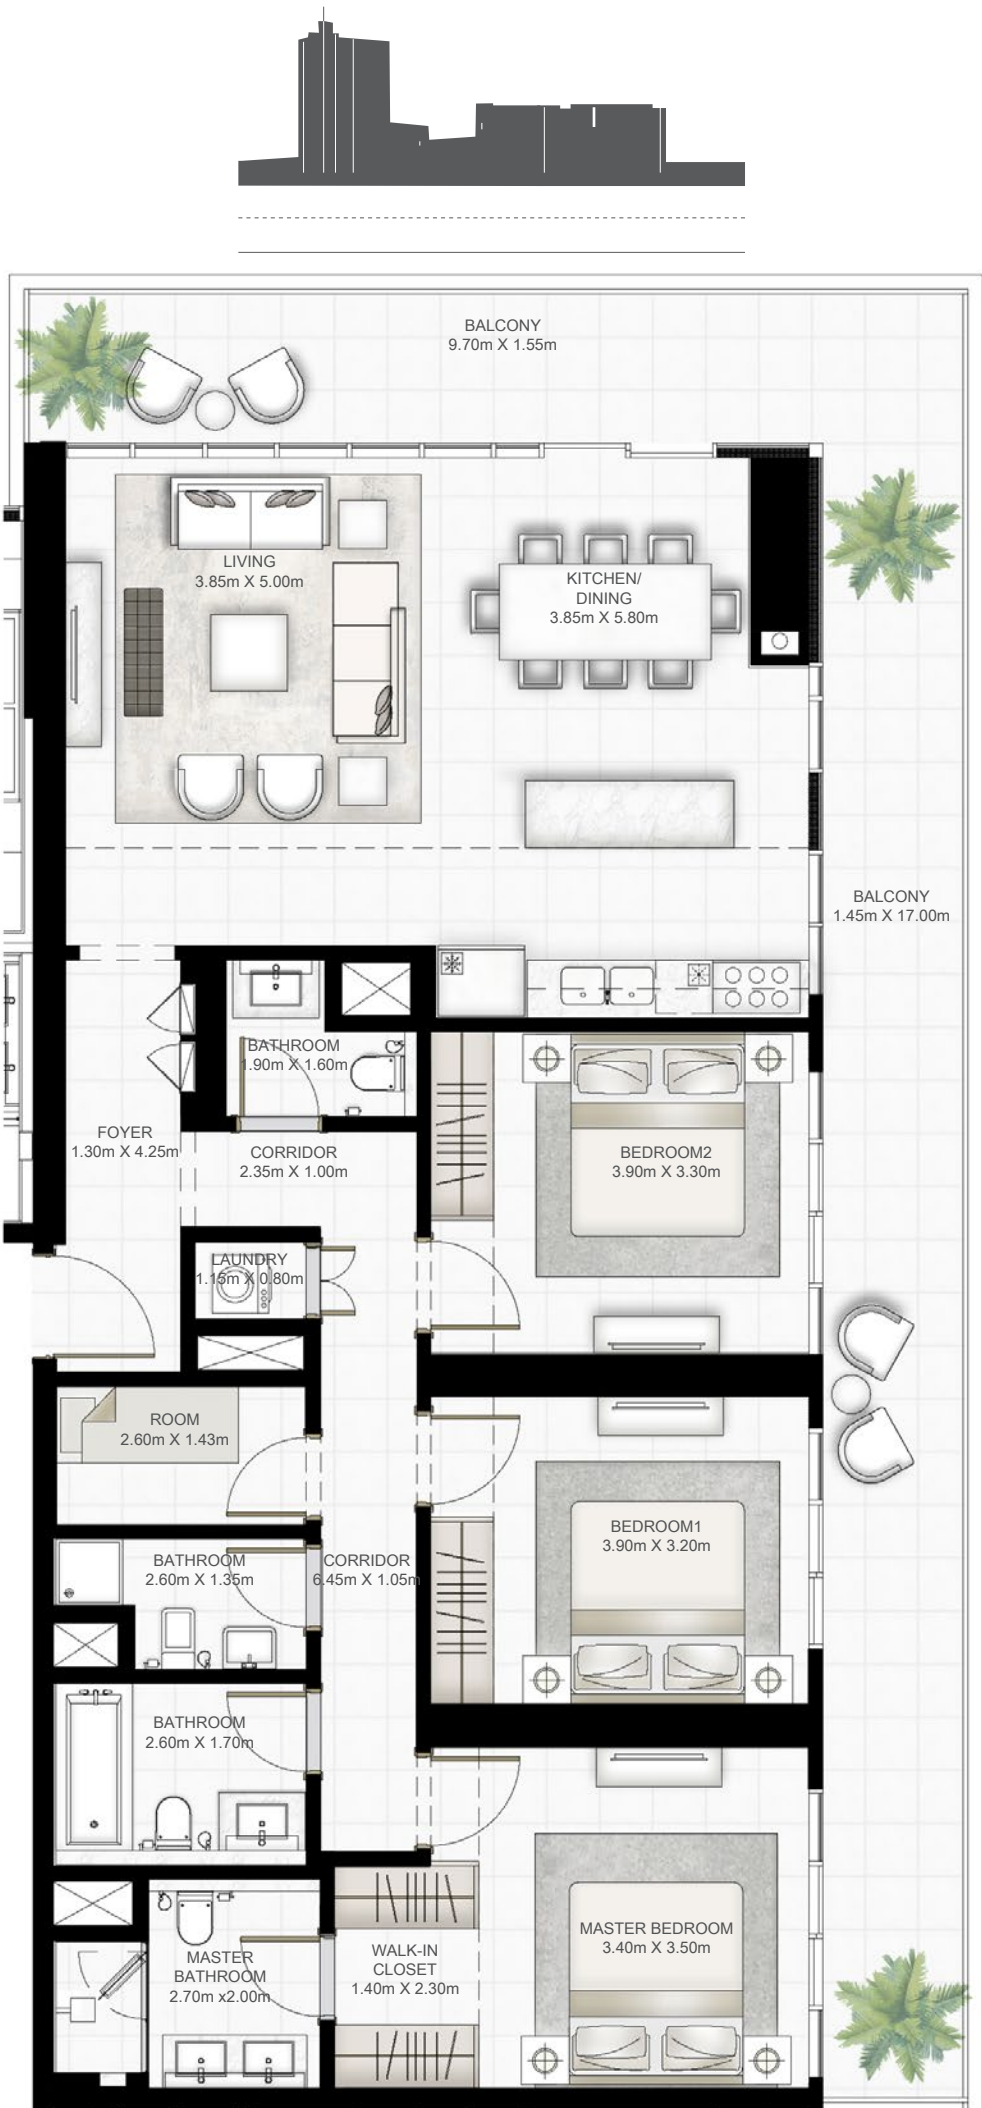 BALCONY
9.70m X 1.55m
LIVING
3.85m X 5.00m
KITCHEN/
DINING
3.85m X 5.80m
BALCONY
1.45m X 17.00m
BATHROOM
1.90m X 1.60m
FOYER
1.30m X 4.25m
CORRIDOR
2.35m X 1.00m
BEDROOM2
3.90m X 3.30m
LAUNDRY
1.15m X 0.80m
ROOM
2.60m X 1.43m
BEDROOM1
3.90m X 3.20m
BATHROOM
2.60m X 1.35m
CORRIDOR
6.45m X 1.05m
BATHROOM
2.60m X 1.70m
MASTER BEDROOM
3.40m X 3.50m
WALK-IN
CLOSET
1.40m X 2.30m
MASTER
BATHROOM
2.70m x2.00m